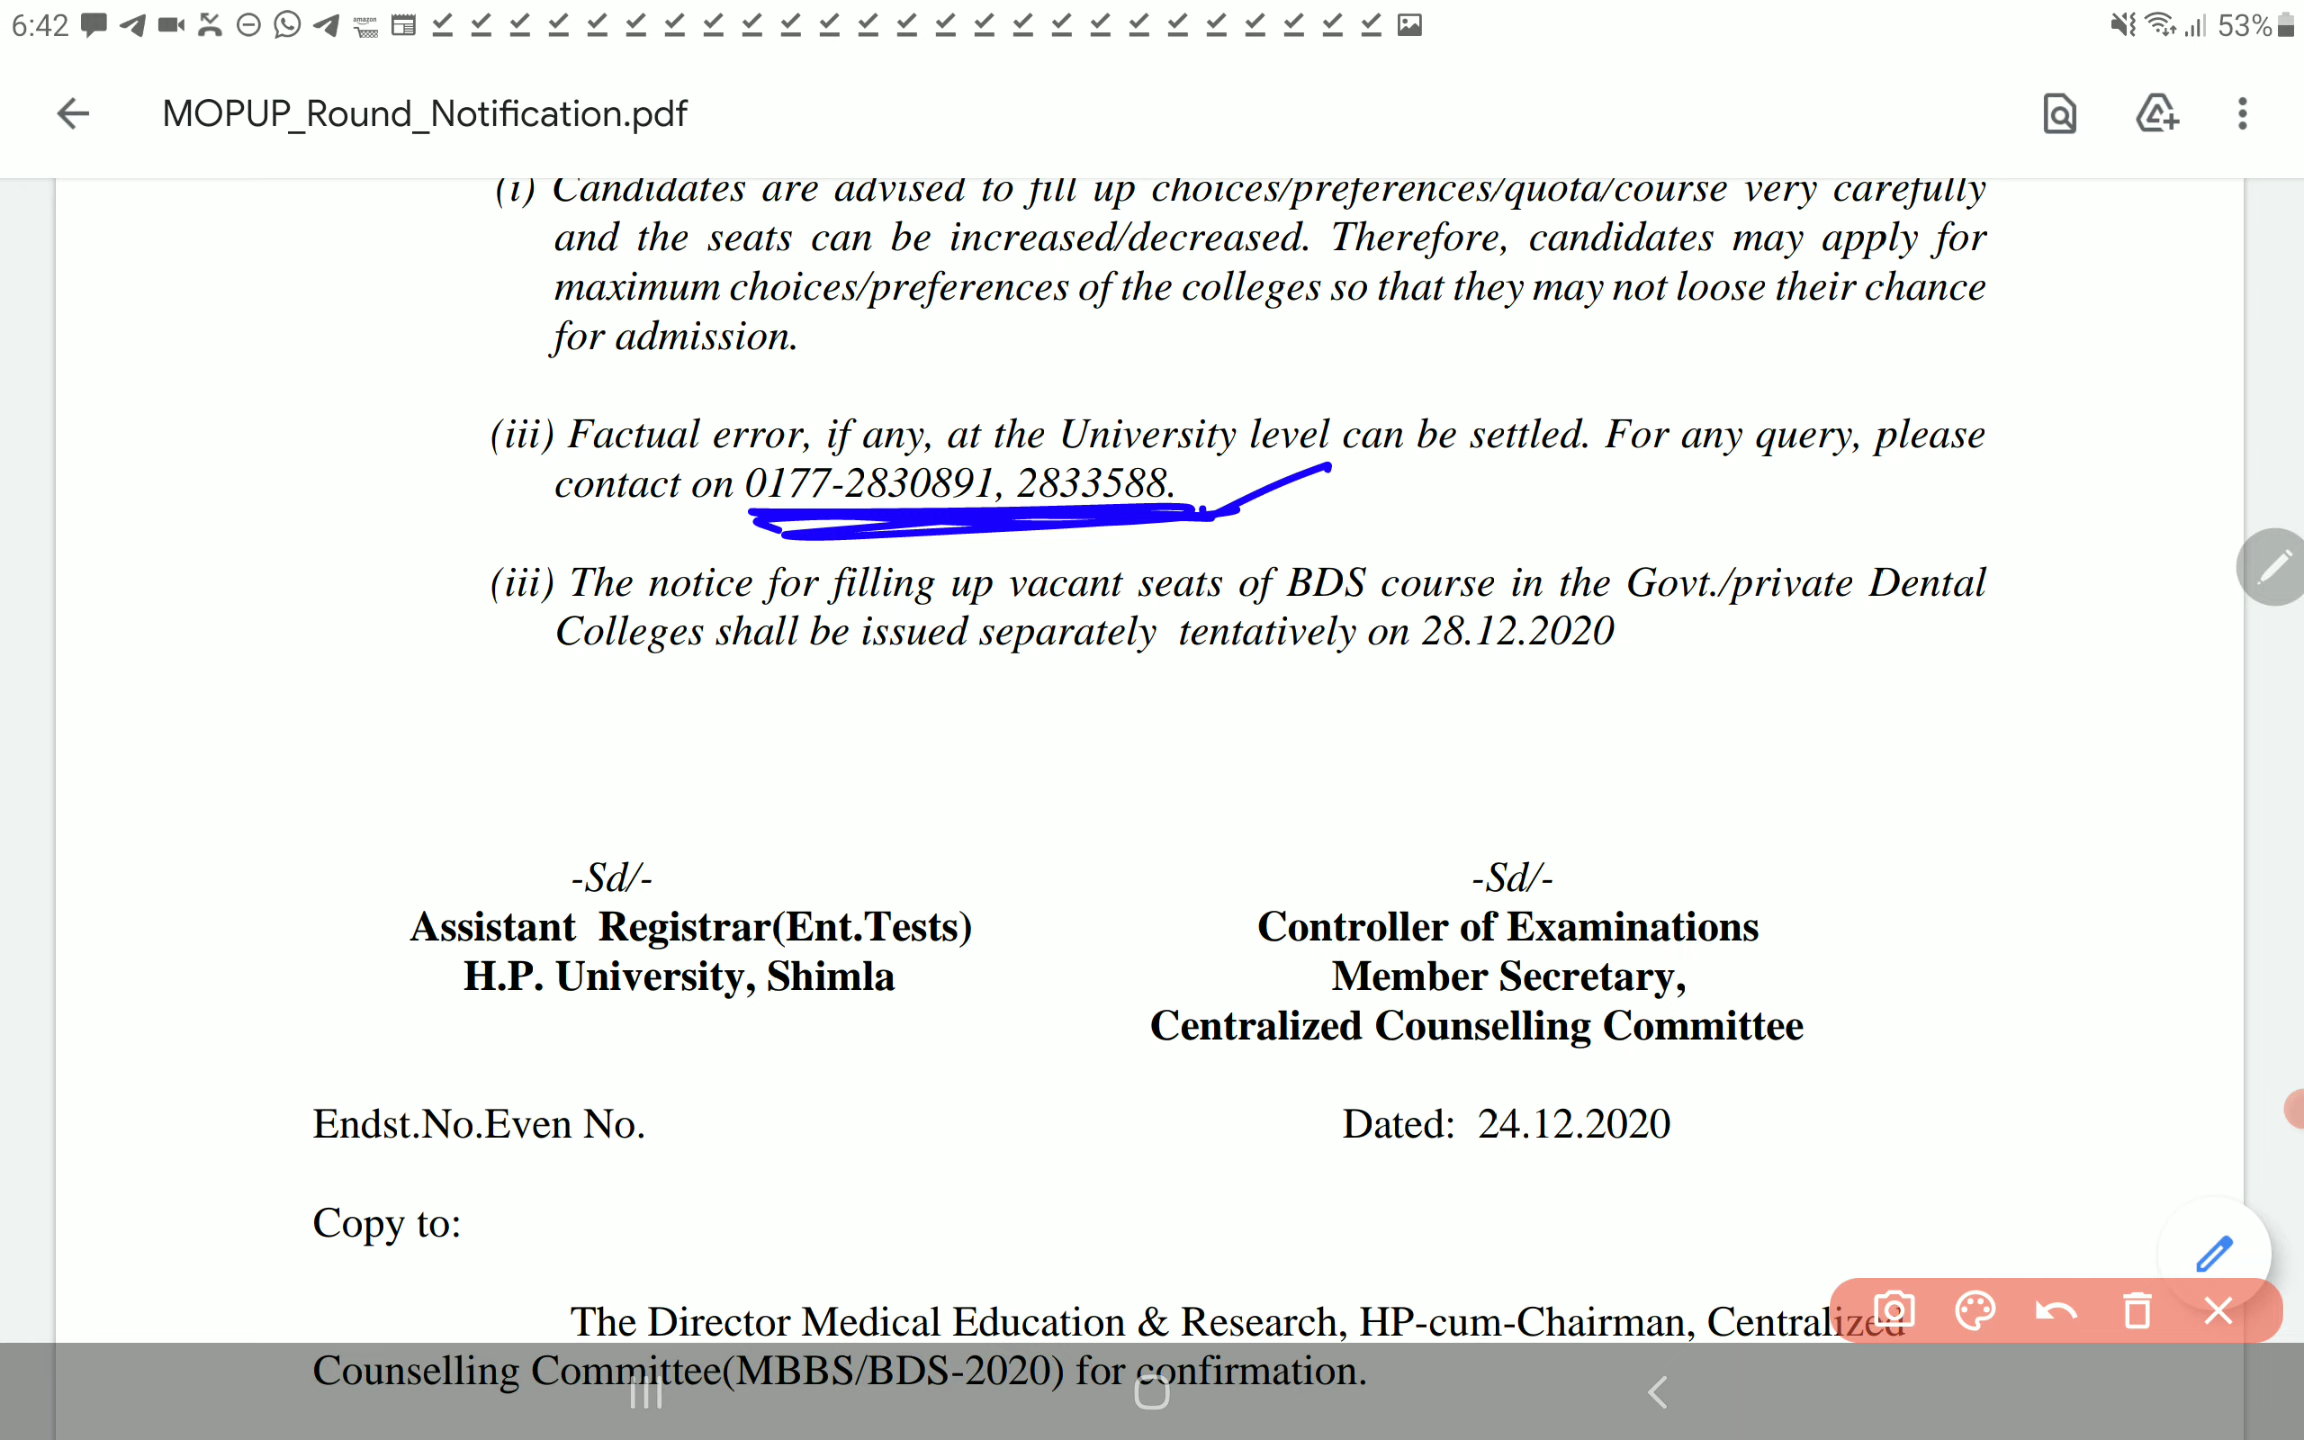 6:42
53%
MOPUP_Round_Notification.pdf
(i) Candidates are advised to fill up choices/preferences/quota/course very carefully
and the seats can be increased/decreased. Therefore, candidates may apply for
maximum choices/preferences of the colleges so that they may not loose their chance
for admission.
(iii) Factual error, if any, at the University level can be settled. For any query, please
contact on 0177-2830891, 2833588.
(iii) The notice for filling up vacant seats of BDS course in the Govt./private Dental
Colleges shall be issued separately tentatively on 28.12.2020
-Sd/-
Assistant Registrar(Ent.Tests)
H.P. University, Shimla
-Sd/-
Controller of Examinations
Member Secretary,
Centralized Counselling Committee
Endst.No.Even No.
Dated: 24.12.2020
Copy to:
The Director Medical Education & Research, HP-cum-Chairman, Centralized
Counselling Committee(MBBS/BDS-2020) for confirmation.